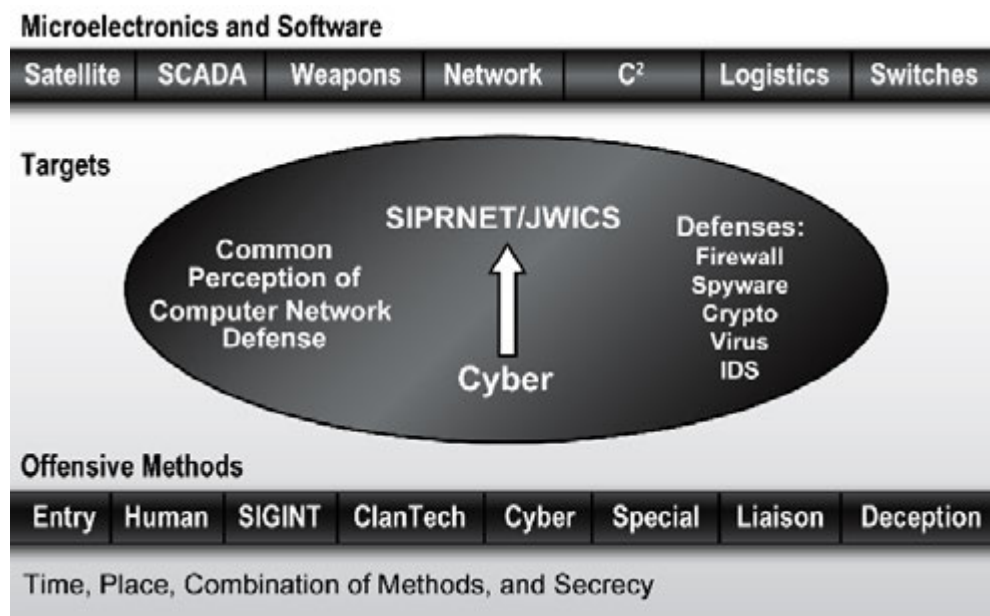 Microelectronics and Software
Satellite SCADA Weapons Network C² Logistics Switches
Targets
SIPRNET/JWICS
Common
Perception of
Computer Network
Defense
Defenses:
Firewall
Spyware
Crypto
Virus
IDS
Cyber
Offensive Methods
Entry Human SIGINT ClanTech Cyber Special Liaison Deception
Time, Place, Combination of Methods, and Secrecy